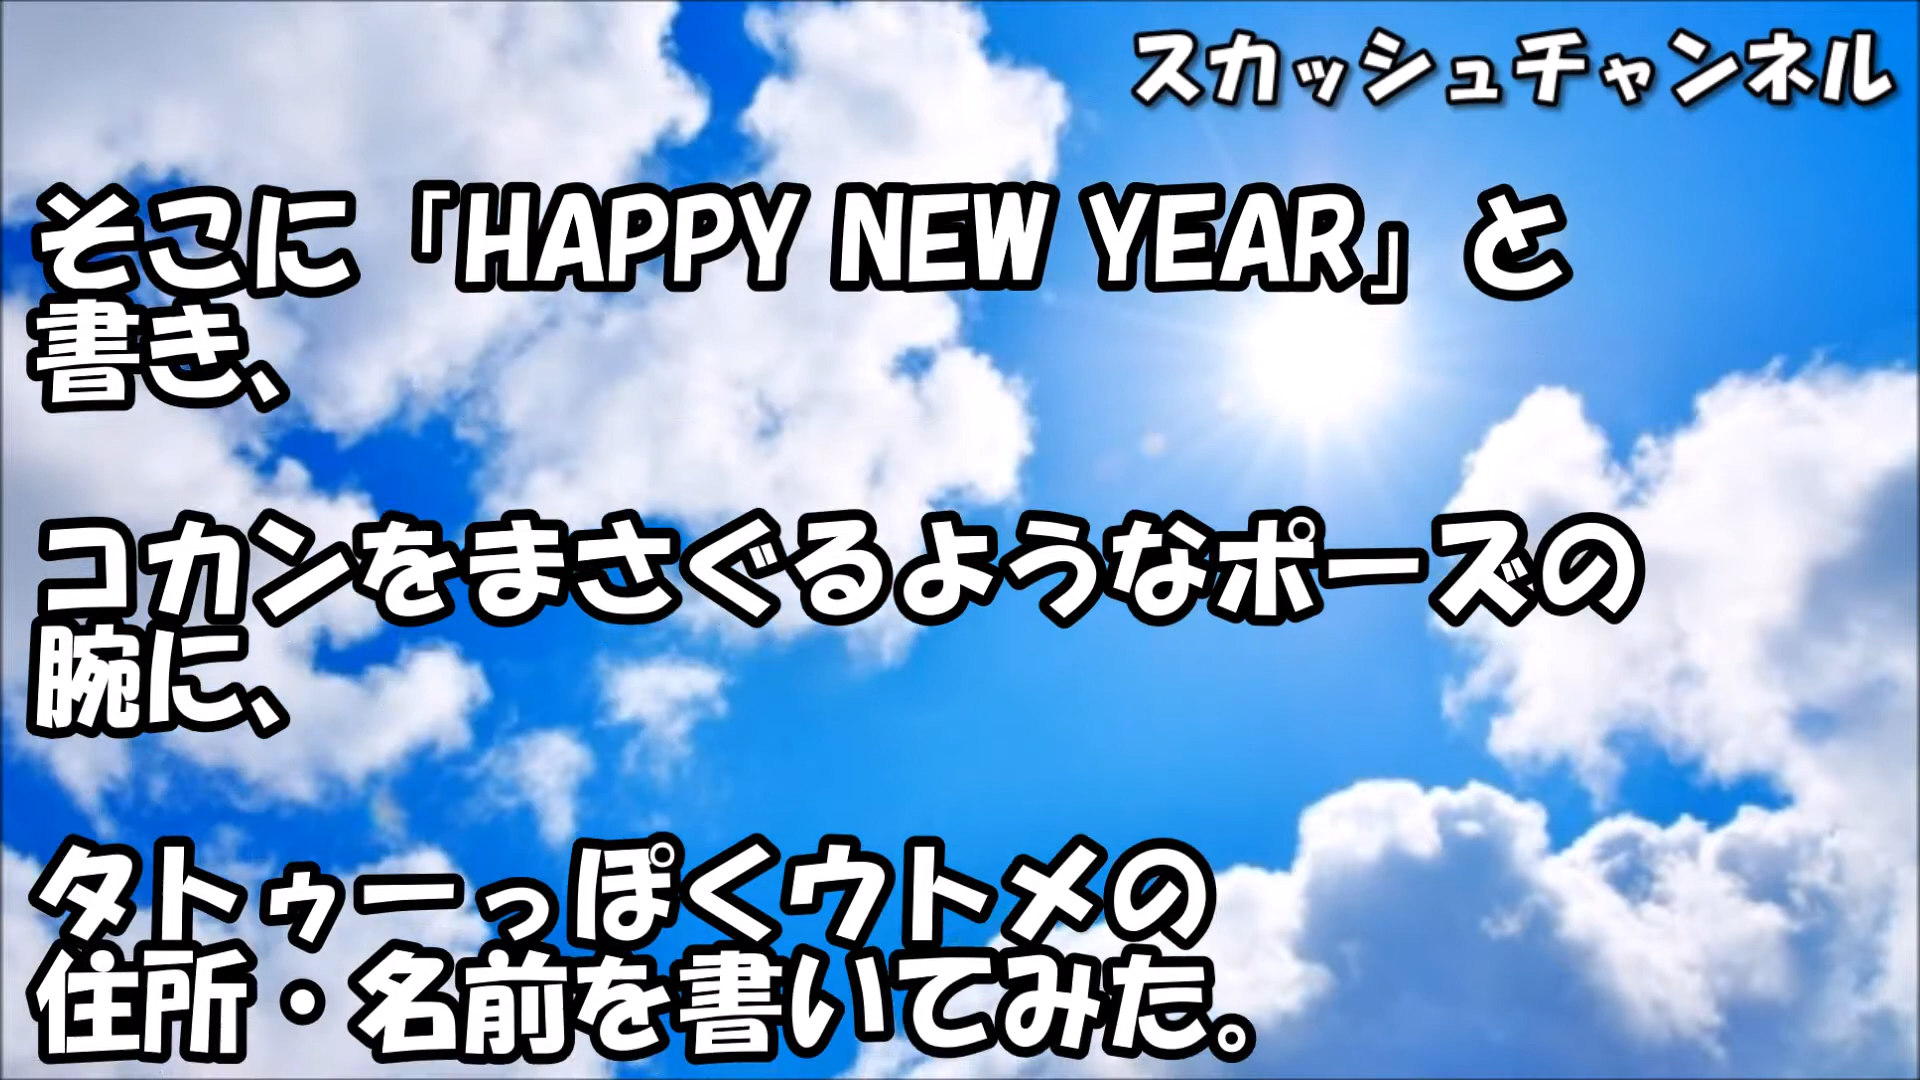 スカッシュチャンネル
そこに「HAPPY NEW YEAR」と
書き、
コカンをまさぐるようなポーズの
腕に、
タトゥーっぽくウトメの
住所・名前を書いてみた。